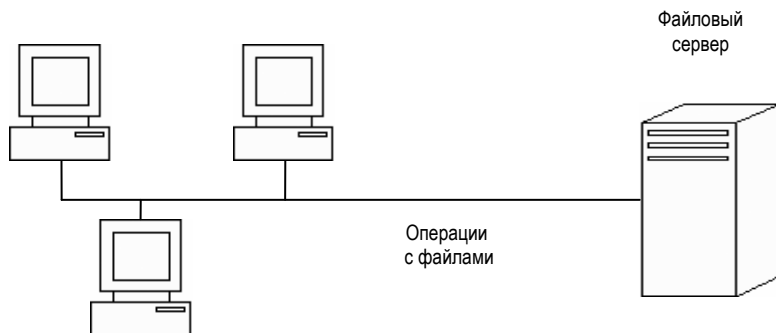 Файловый
сервер
Операции
с файлами